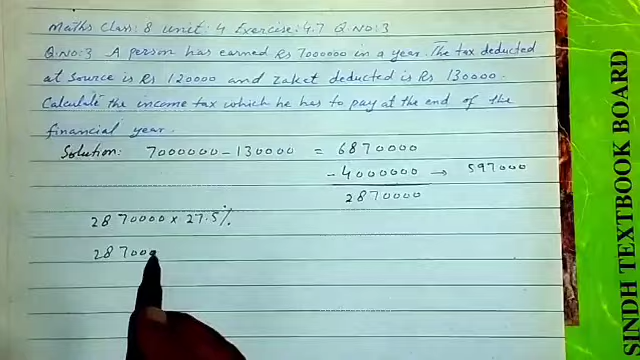 Maths Class: 8 unit: 4 Exercise: 4.7 Q.NO:3
Q.NO:3 A person has earned Rs 7000000 in a year. The tax deducted
at source is Rs 120000 and zaket deducted is Rs 130000.
Calculate the income tax which he has to pay at the end of the
financial year.
Solution: 7000000 - 130000 = 6870000
- 4000000 → 597000
2870000
2870000 x 27.5%
287000
SINDH TEXTBOOK BOARD